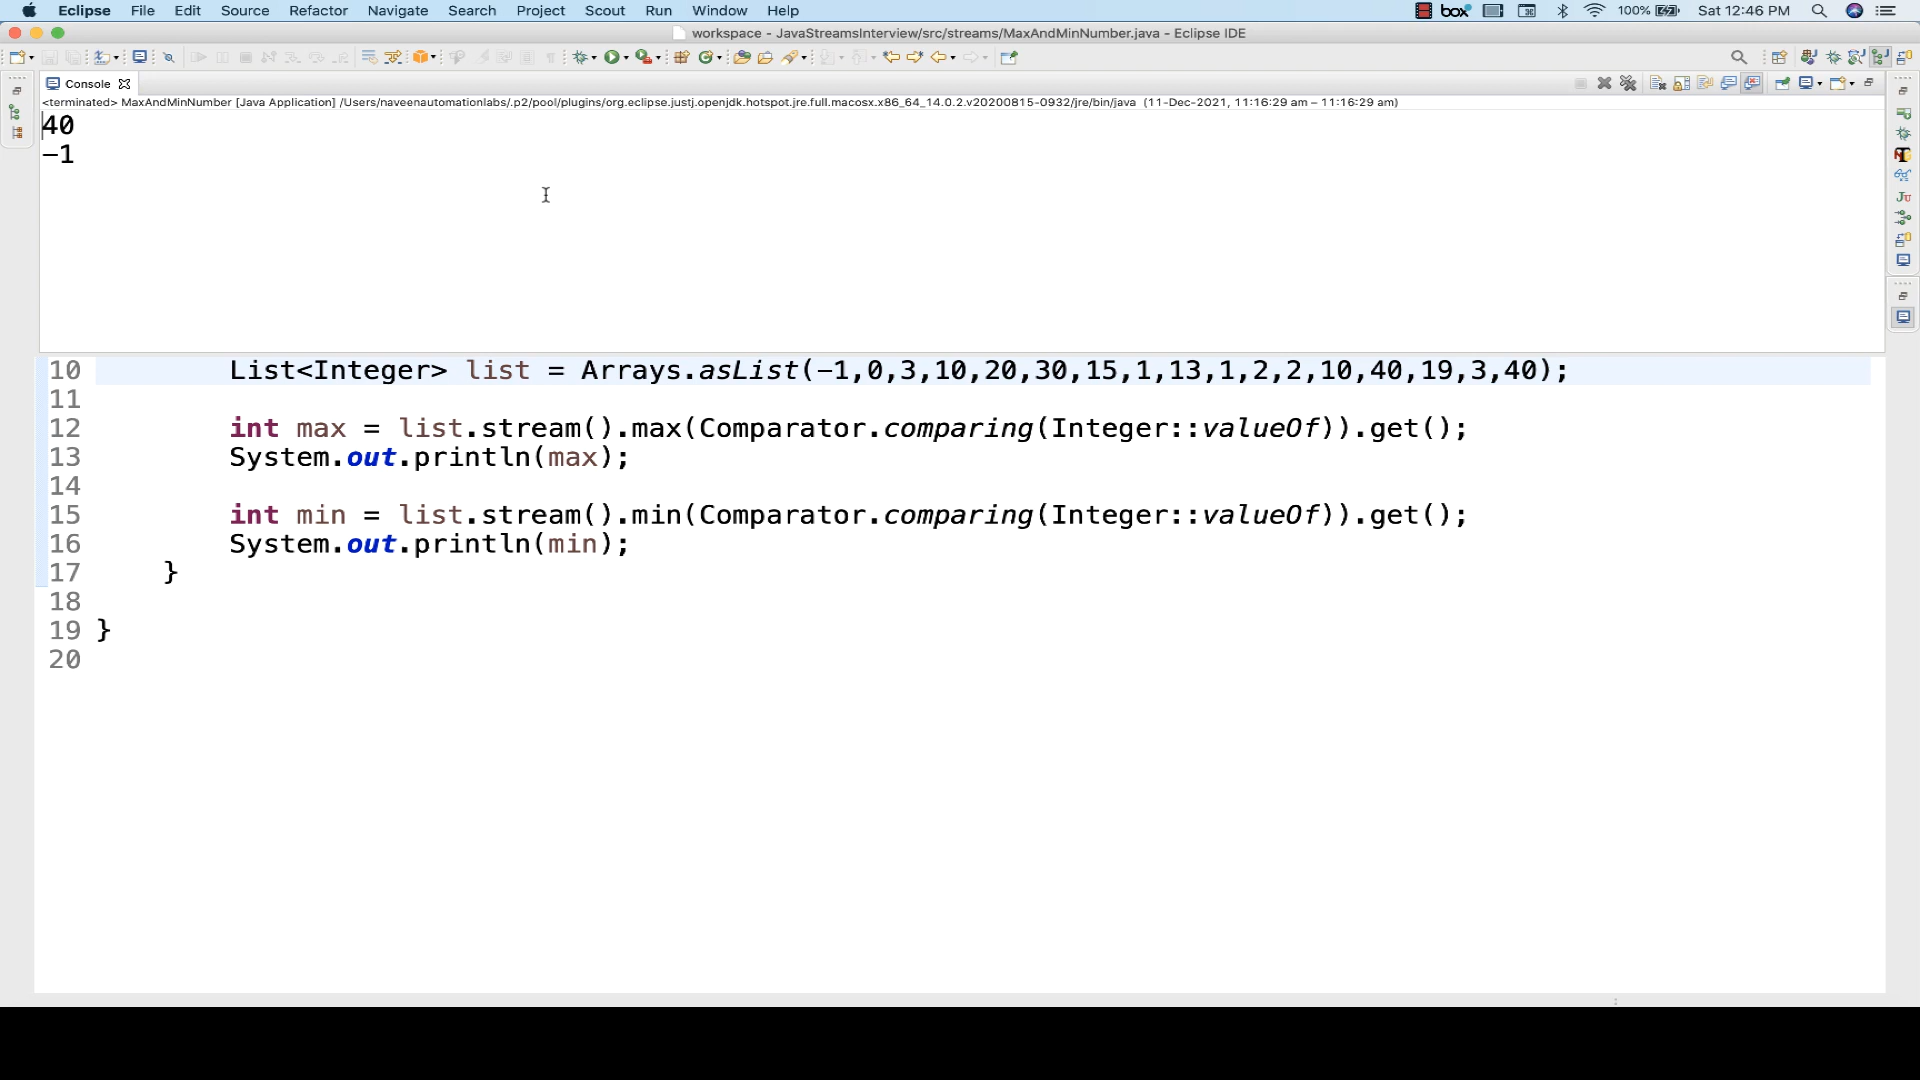 Eclipse File Edit Source Refactor Navigate Search Project Scout Run Window Help box 100% Sat 12:46 PM
workspace - JavaStreamsInterview/src/streams/MaxAndMinNumber.java - Eclipse IDE
Console
<terminated> MaxAndMinNumber [Java Application] /Users/naveenautomationlabs/.p2/pool/plugins/org.eclipse.justj.openjdk.hotspot.jre.full.macosx.x86_64_14.0.2.v20200815-0932/jre/bin/java (11-Dec-2021, 11:16:29 am – 11:16:29 am)
40
-1
10 List<Integer> list = Arrays.asList(-1,0,3,10,20,30,15,1,13,1,2,2,10,40,19,3,40);
11
12 int max = list.stream().max(Comparator.comparing(Integer::valueOf)).get();
13 System.out.println(max);
14
15 int min = list.stream().min(Comparator.comparing(Integer::valueOf)).get();
16 System.out.println(min);
17 }
18
19 }
20